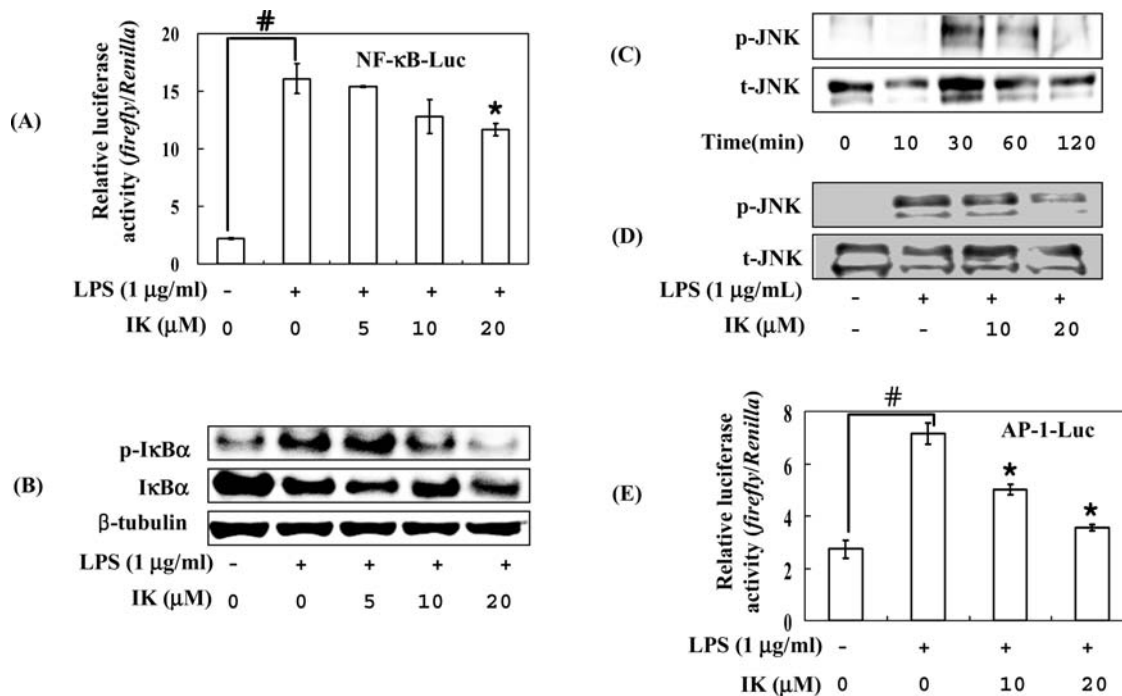 (A)
Relative luciferase
activity (firefly/Renilla)
20
15
10
5
0
#
NF-κB-Luc
*
LPS (1 μg/ml) - + + + +
IK (μM) 0 0 5 10 20
(B)
p-IκBα
IκBα
β-tubulin
LPS (1 μg/ml) - + + + +
IK (μM) 0 0 5 10 20
(C)
p-JNK
t-JNK
Time(min) 0 10 30 60 120
(D)
p-JNK
t-JNK
LPS (1 μg/mL) - + + +
IK (μM) - - 10 20
(E)
Relative luciferase
activity (firefly/Renilla)
8
6
4
2
0
#
AP-1-Luc
*
*
LPS (1 μg/ml) - + + +
IK (μM) 0 0 10 20